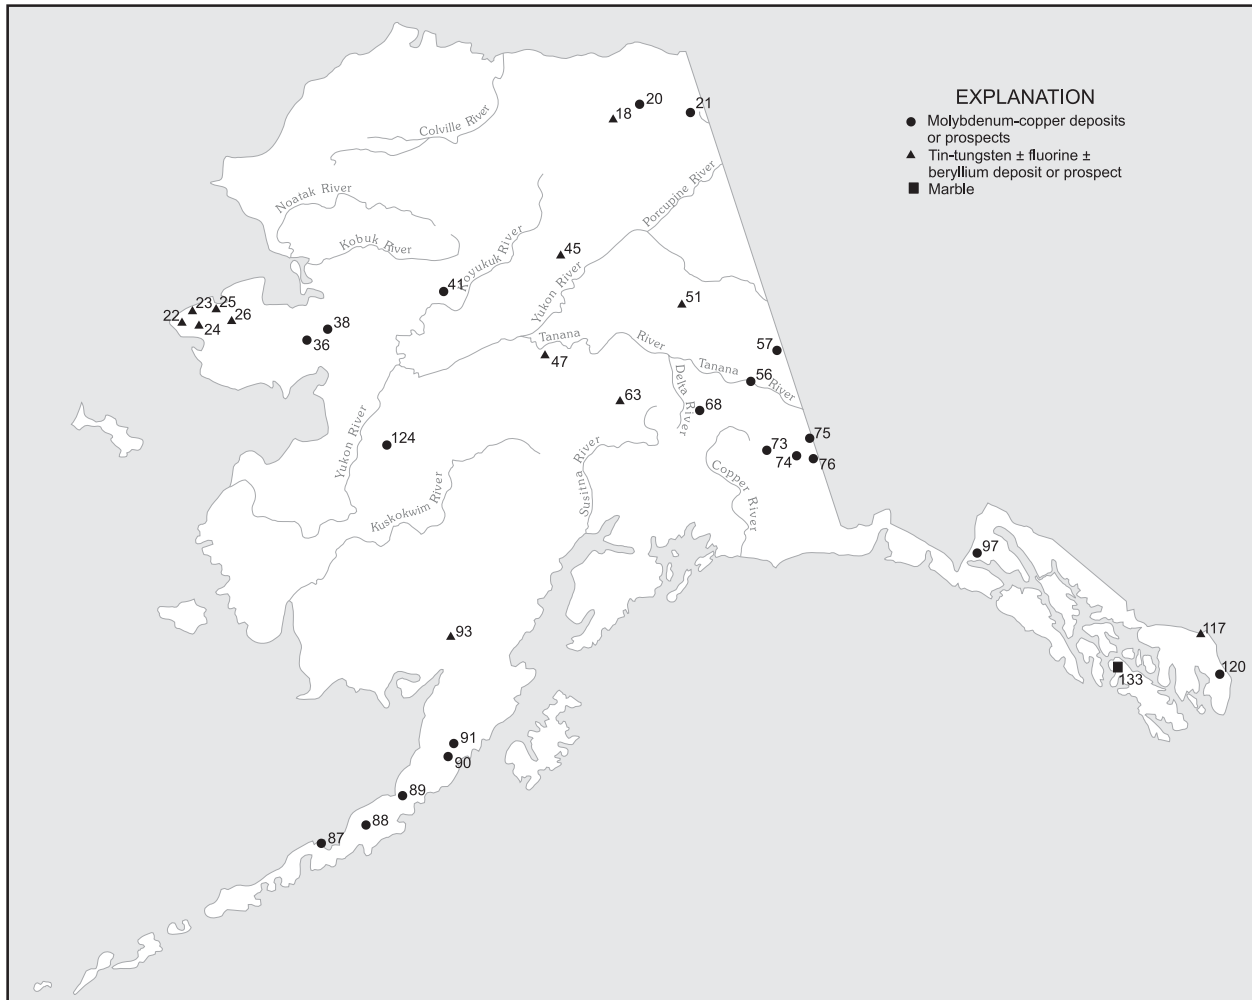 EXPLANATION
Molybdenum-copper deposits
or prospects
Tin-tungsten ± fluorine ±
beryllium deposit or prospect
Marble
20
21
18
Colville River
Noatak River
Porcupine River
Kobuk River
Koyukuk River
45
41
Yukon River
51
23
25
22
24
26
38
36
Tanana
River
57
47
Tanana
River
56
63
Delta River
68
Yukon River
124
75
73
74
76
Susitna River
Copper River
Kuskokwim River
97
93
117
120
133
91
90
89
88
87